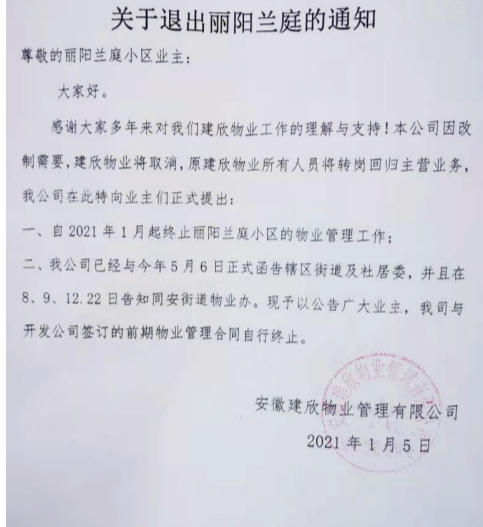 关于退出丽阳兰庭的通知
尊敬的丽阳兰庭小区业主：
大家好。
感谢大家多年来对我们建欣物业工作的理解与支持！本公司因改
制需要，建欣物业将取消，原建欣物业所有人员将转岗回归主营业务，
我公司在此特向业主们正式提出：
一、自 2021 年 1 月起终止丽阳兰庭小区的物业管理工作；
二、我公司已经与今年 5 月 6 日正式函告辖区街道及社居委，并且在
8、9、12.22 日告知同安街道物业办。现予以公告广大业主，我司与
开发公司签订的前期物业管理合同自行终止。
安徽建欣物业管理有限公司
2021 年 1 月 5 日